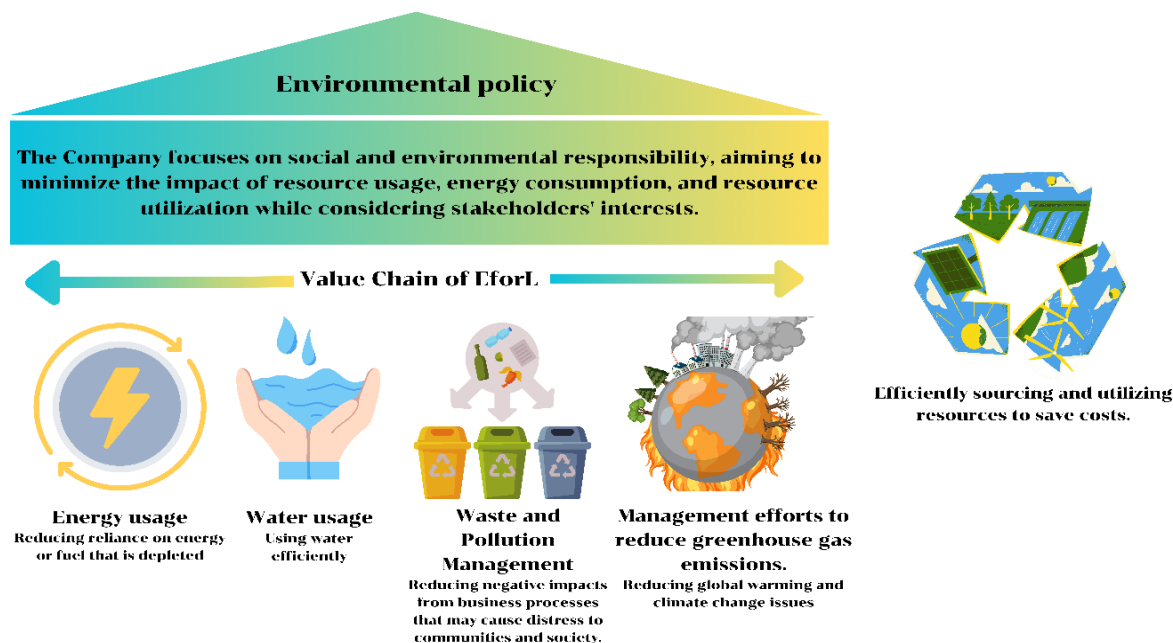 Environmental policy
The Company focuses on social and environmental responsibility, aiming to
minimize the impact of resource usage, energy consumption, and resource
utilization while considering stakeholders' interests.
Value Chain of EforL
Energy usage
Reducing reliance on energy
or fuel that is depleted
Water usage
Using water
efficiently
Waste and
Pollution
Management
Reducing negative impacts
from business processes
that may cause distress to
communities and society.
Management efforts to
reduce greenhouse gas
emissions.
Reducing global warming and
climate change issues
Efficiently sourcing and utilizing
resources to save costs.